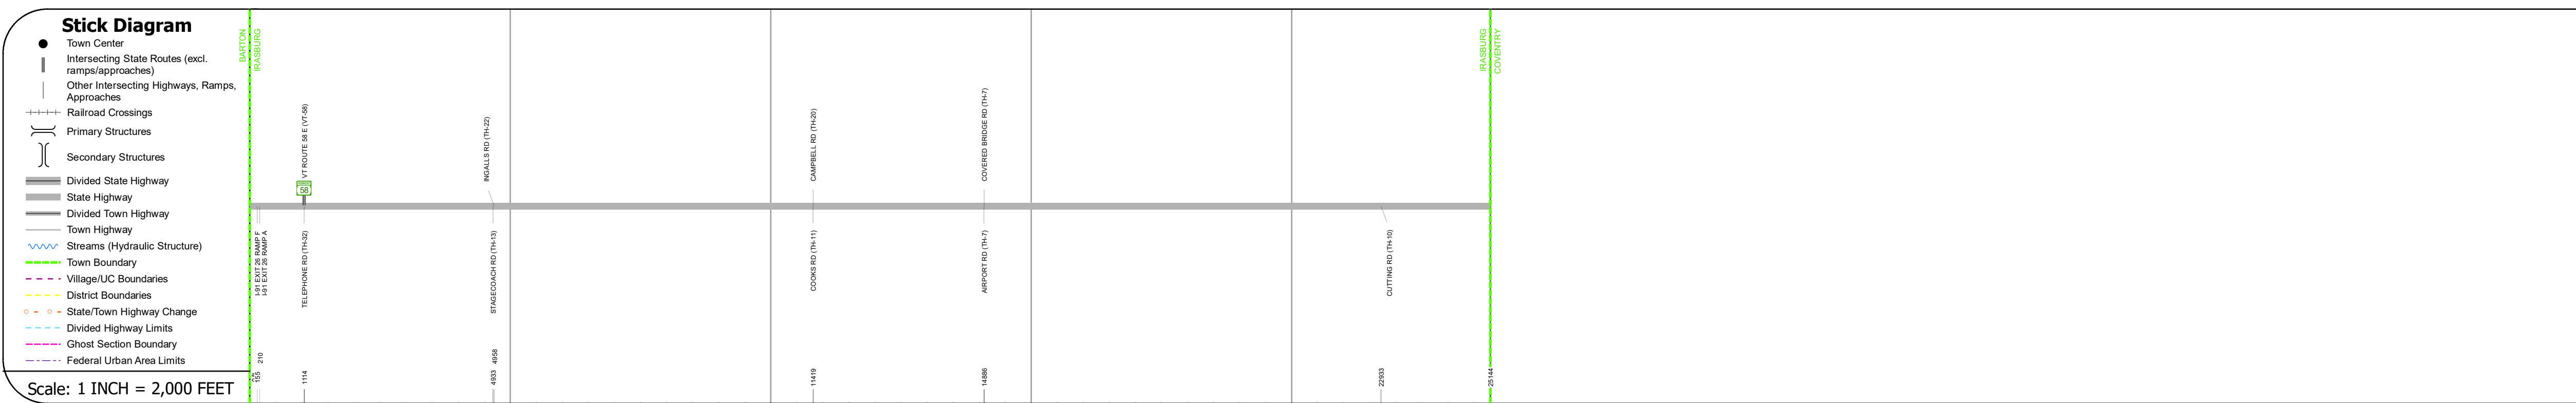 Stick Diagram
Town Center
Intersecting State Routes (excl.
ramps/approaches)
Other Intersecting Highways, Ramps,
Approaches
Railroad Crossings
Primary Structures
Secondary Structures
Divided State Highway
State Highway
Divided Town Highway
Town Highway
Streams (Hydraulic Structure)
Town Boundary
Village/UC Boundaries
District Boundaries
State/Town Highway Change
Divided Highway Limits
Ghost Section Boundary
Federal Urban Area Limits
Scale: 1 INCH = 2,000 FEET
BARTON
IRASBURG
VT ROUTE 58 E (VT-58)
58
INGALLS RD (TH-22)
CAMPBELL RD (TH-20)
COVERED BRIDGE RD (TH-7)
IRASBURG
COVENTRY
I-91 EXIT 26 RAMP F
I-91 EXIT 26 RAMP A
TELEPHONE RD (TH-32)
STAGECOACH RD (TH-13)
COOKS RD (TH-11)
AIRPORT RD (TH-7)
CUTTING RD (TH-10)
155
210
1114
4933
4958
11419
14886
22933
25144